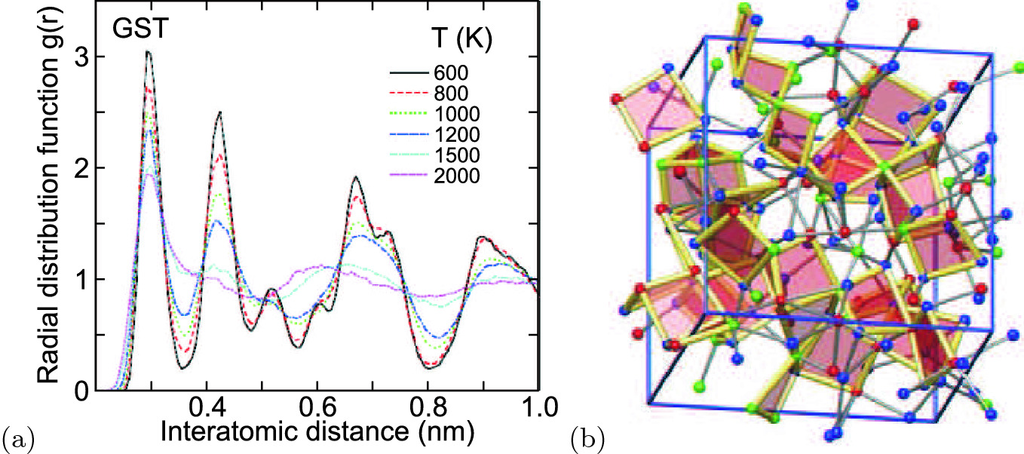 GST
T (K)
600
800
1000
1200
1500
2000
Radial distribution function g(r)
3
2
1
0
0.4
0.6
0.8
1.0
Interatomic distance (nm)
(a)
(b)